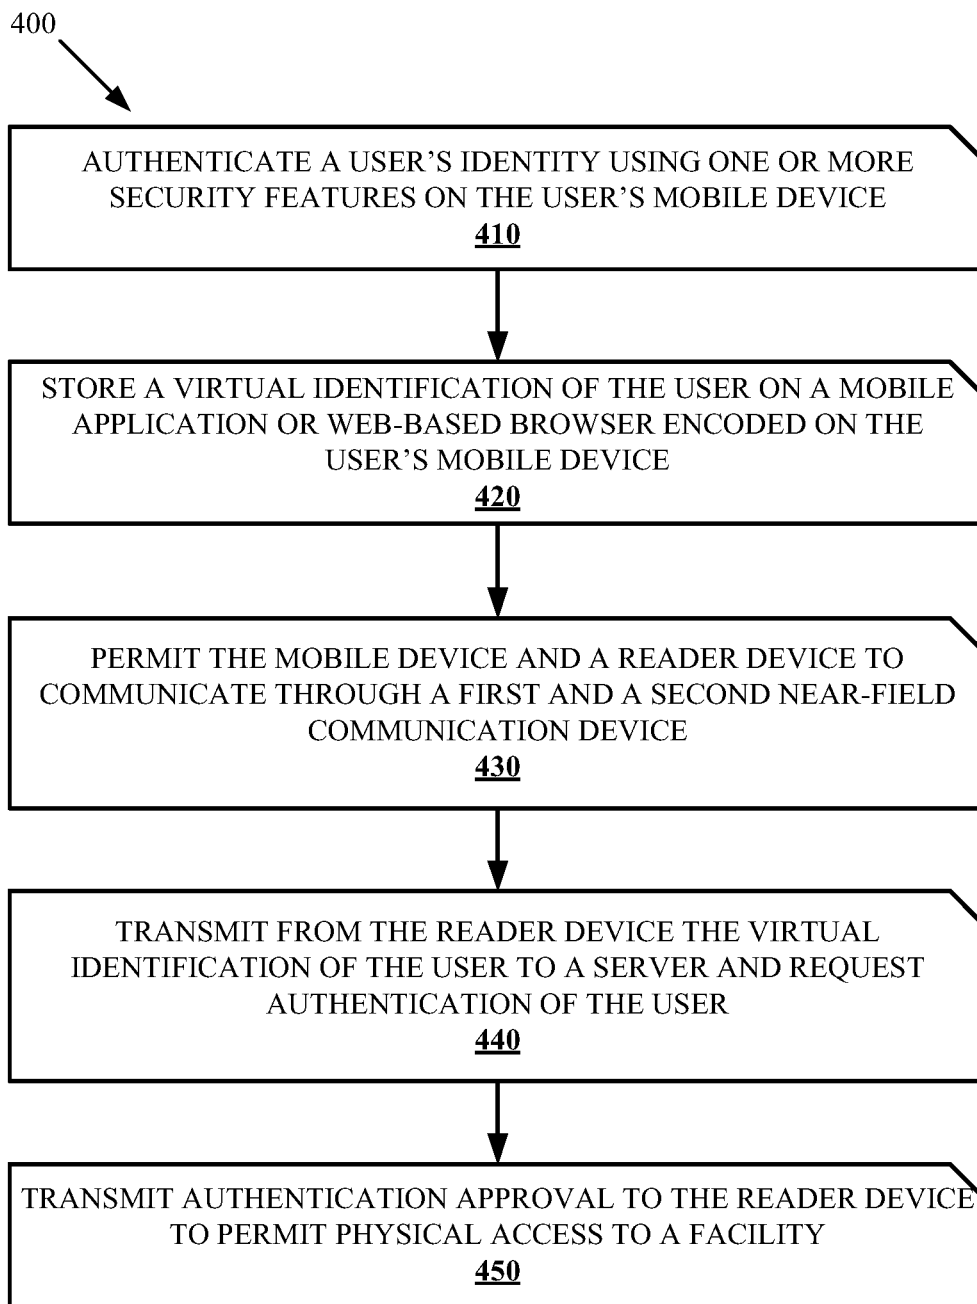 400
AUTHENTICATE A USER'S IDENTITY USING ONE OR MORE
SECURITY FEATURES ON THE USER'S MOBILE DEVICE
410
STORE A VIRTUAL IDENTIFICATION OF THE USER ON A MOBILE
APPLICATION OR WEB-BASED BROWSER ENCODED ON THE
USER'S MOBILE DEVICE
420
PERMIT THE MOBILE DEVICE AND A READER DEVICE TO
COMMUNICATE THROUGH A FIRST AND A SECOND NEAR-FIELD
COMMUNICATION DEVICE
430
TRANSMIT FROM THE READER DEVICE THE VIRTUAL
IDENTIFICATION OF THE USER TO A SERVER AND REQUEST
AUTHENTICATION OF THE USER
440
TRANSMIT AUTHENTICATION APPROVAL TO THE READER DEVICE
TO PERMIT PHYSICAL ACCESS TO A FACILITY
450